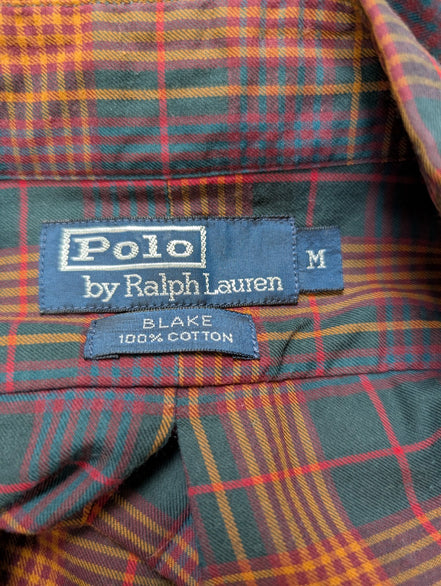 Polo
by Ralph Lauren
M
BLAKE
100% COTTON